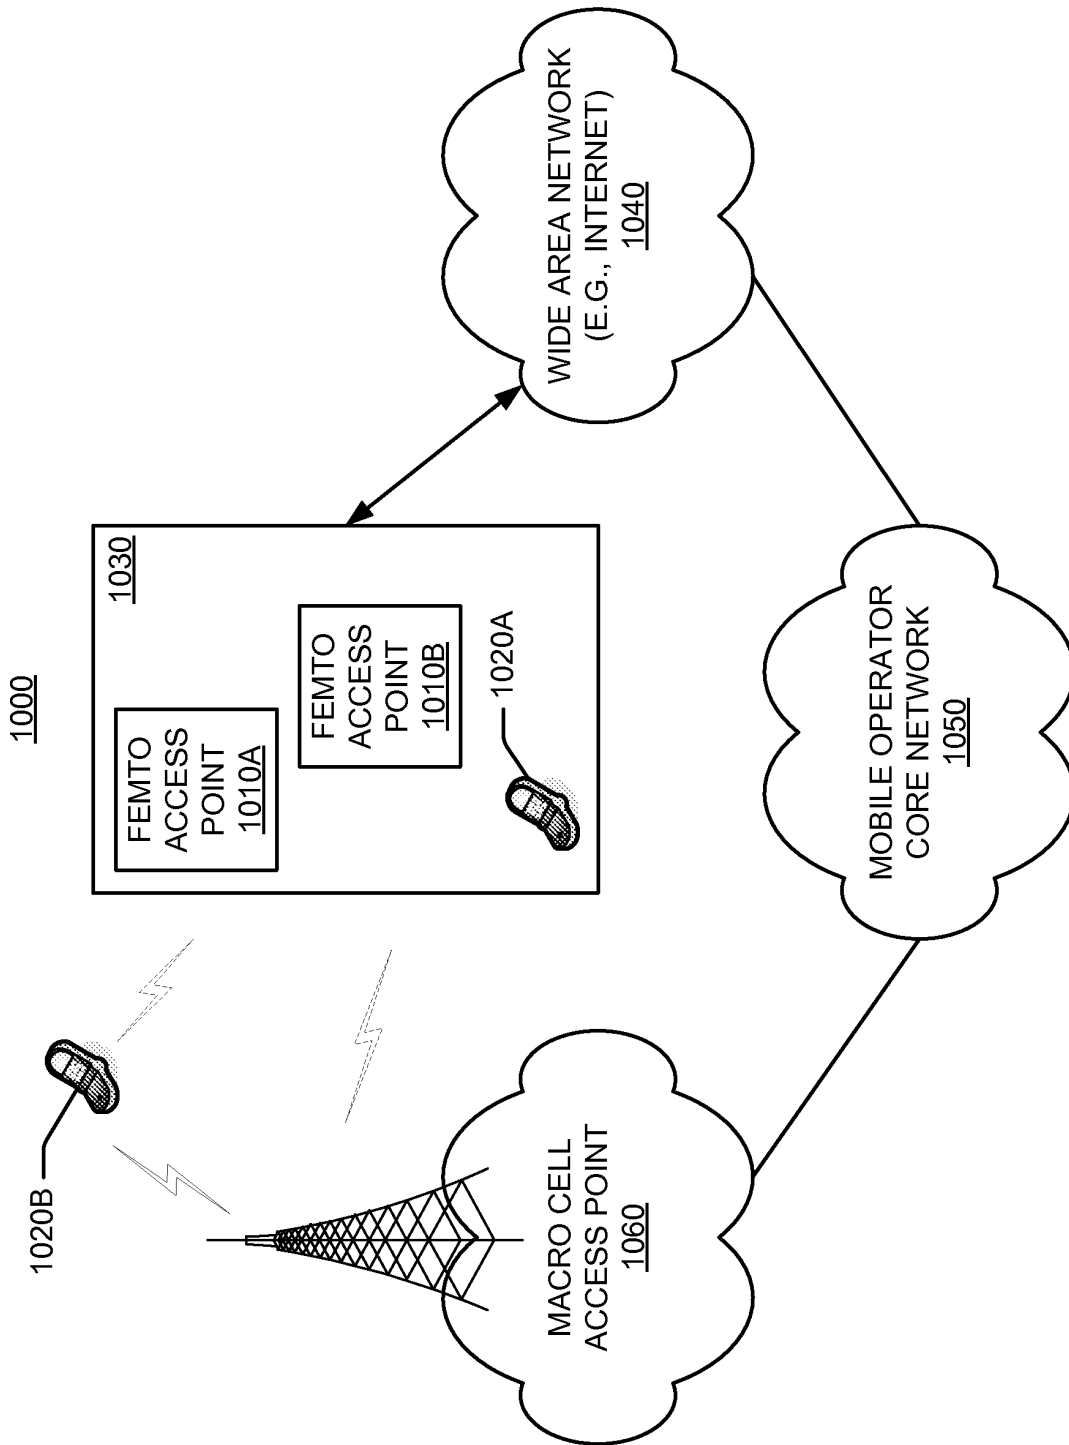 1000
1020B
1030
FEMTO
ACCESS
POINT
1010A
FEMTO
ACCESS
POINT
1010B
1020A
MACRO CELL
ACCESS POINT
1060
WIDE AREA NETWORK
(E.G., INTERNET)
1040
MOBILE OPERATOR
CORE NETWORK
1050